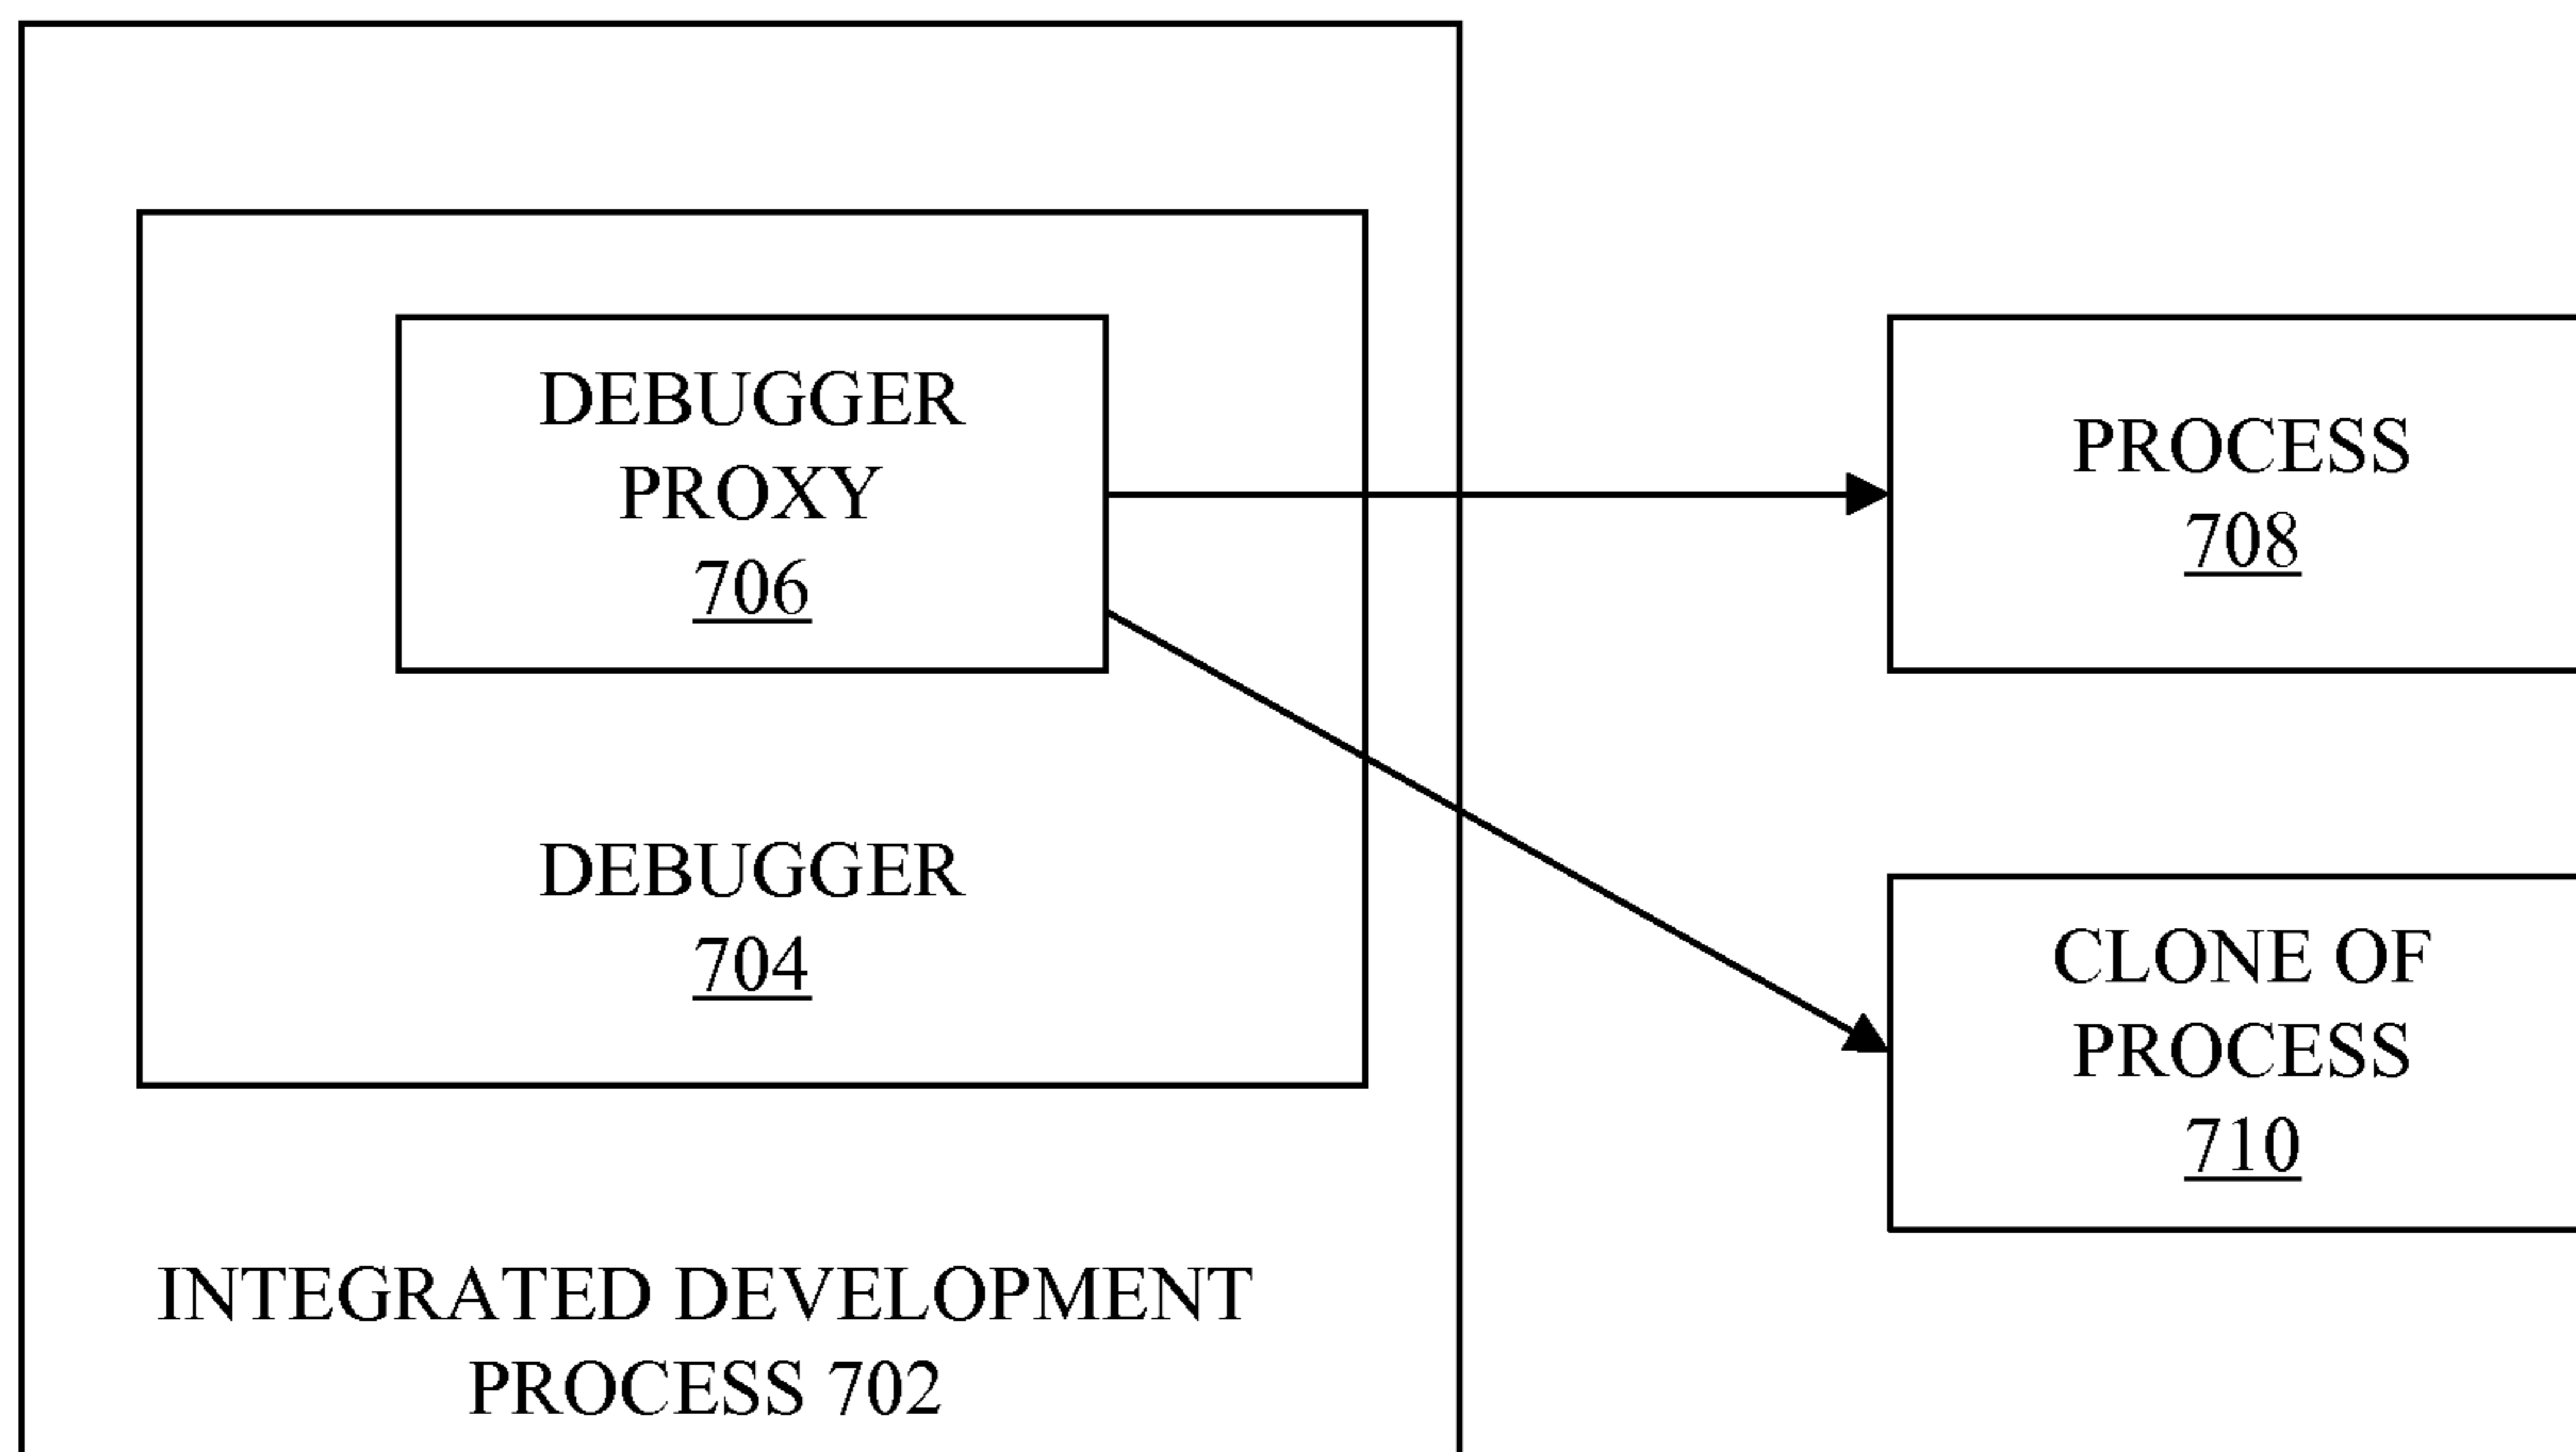 DEBUGGER
PROXY
706
PROCESS
708
DEBUGGER
704
CLONE OF
PROCESS
710
INTEGRATED DEVELOPMENT
PROCESS 702